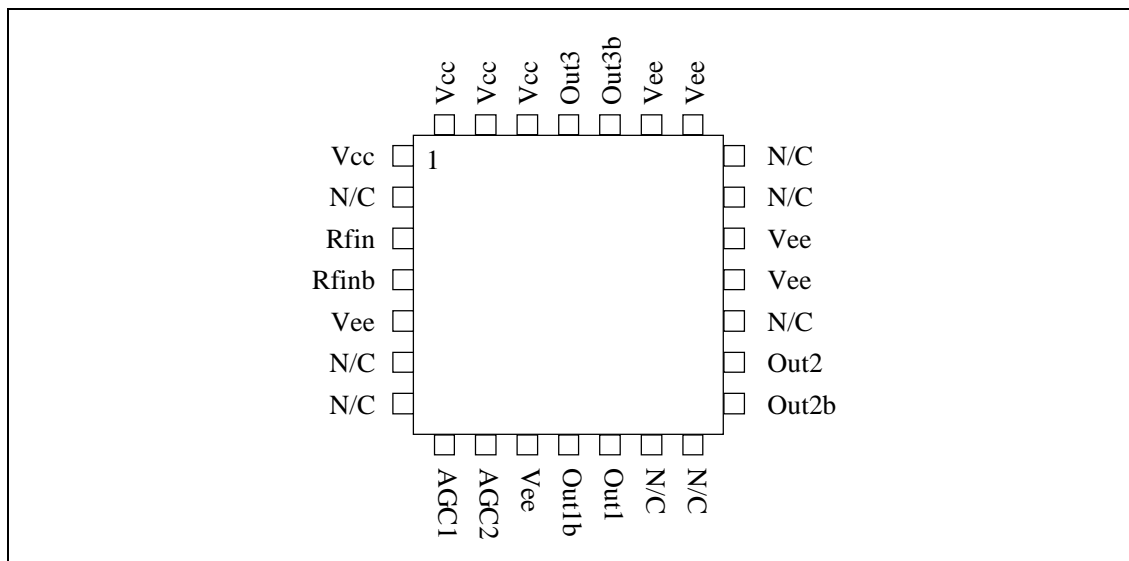 Vcc
Vcc
Vcc
Out3
Out3b
Vee
Vee
1
Vcc
N/C
Rfin
Rfinb
Vee
N/C
N/C
N/C
N/C
Vee
Vee
N/C
Out2
Out2b
AGC1
AGC2
Vee
Out1b
Out1
N/C
N/C